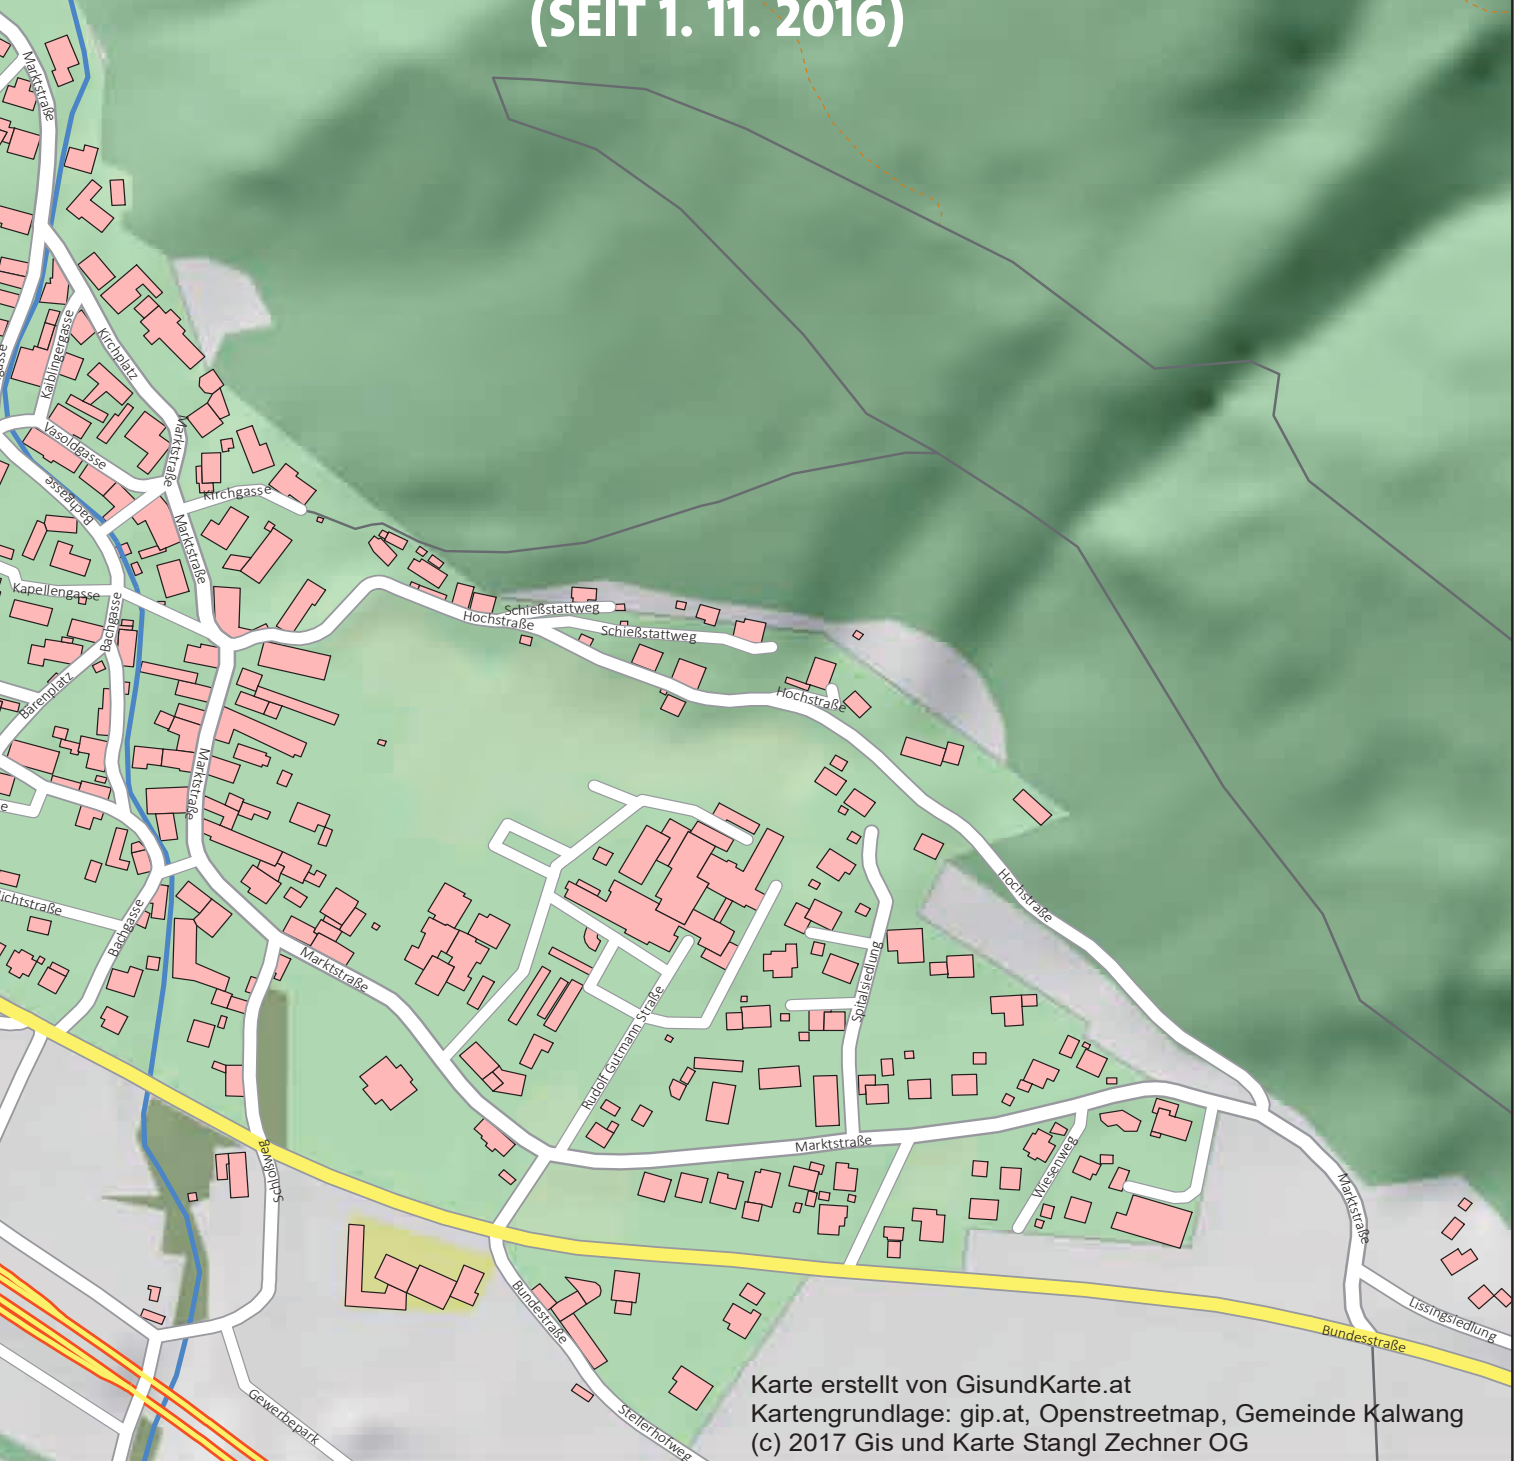 (SEIT 1. 11. 2016)
Marktstraße
Kirchplatz
Kaiblingergasse
Marktstraße
Vasoldgasse
Bachgasse
Kirchgasse
Marktstraße
Kapellengasse
Bachgasse
Schießstattweg
Hochstraße
Schießstattweg
Bärenplatz
Hochstraße
Marktstraße
Hochstraße
Bachgasse
Marktstraße
Spitalsiedlung
Rudolf Gutmann Straße
Marktstraße
Wiesenweg
Schloßweg
Marktstraße
Bundestraße
Lissingsiedlung
Bundesstraße
Gewerbepark
Stellerhofweg
Karte erstellt von GisundKarte.at
Kartengrundlage: gip.at, Openstreetmap, Gemeinde Kalwang
(c) 2017 Gis und Karte Stangl Zechner OG